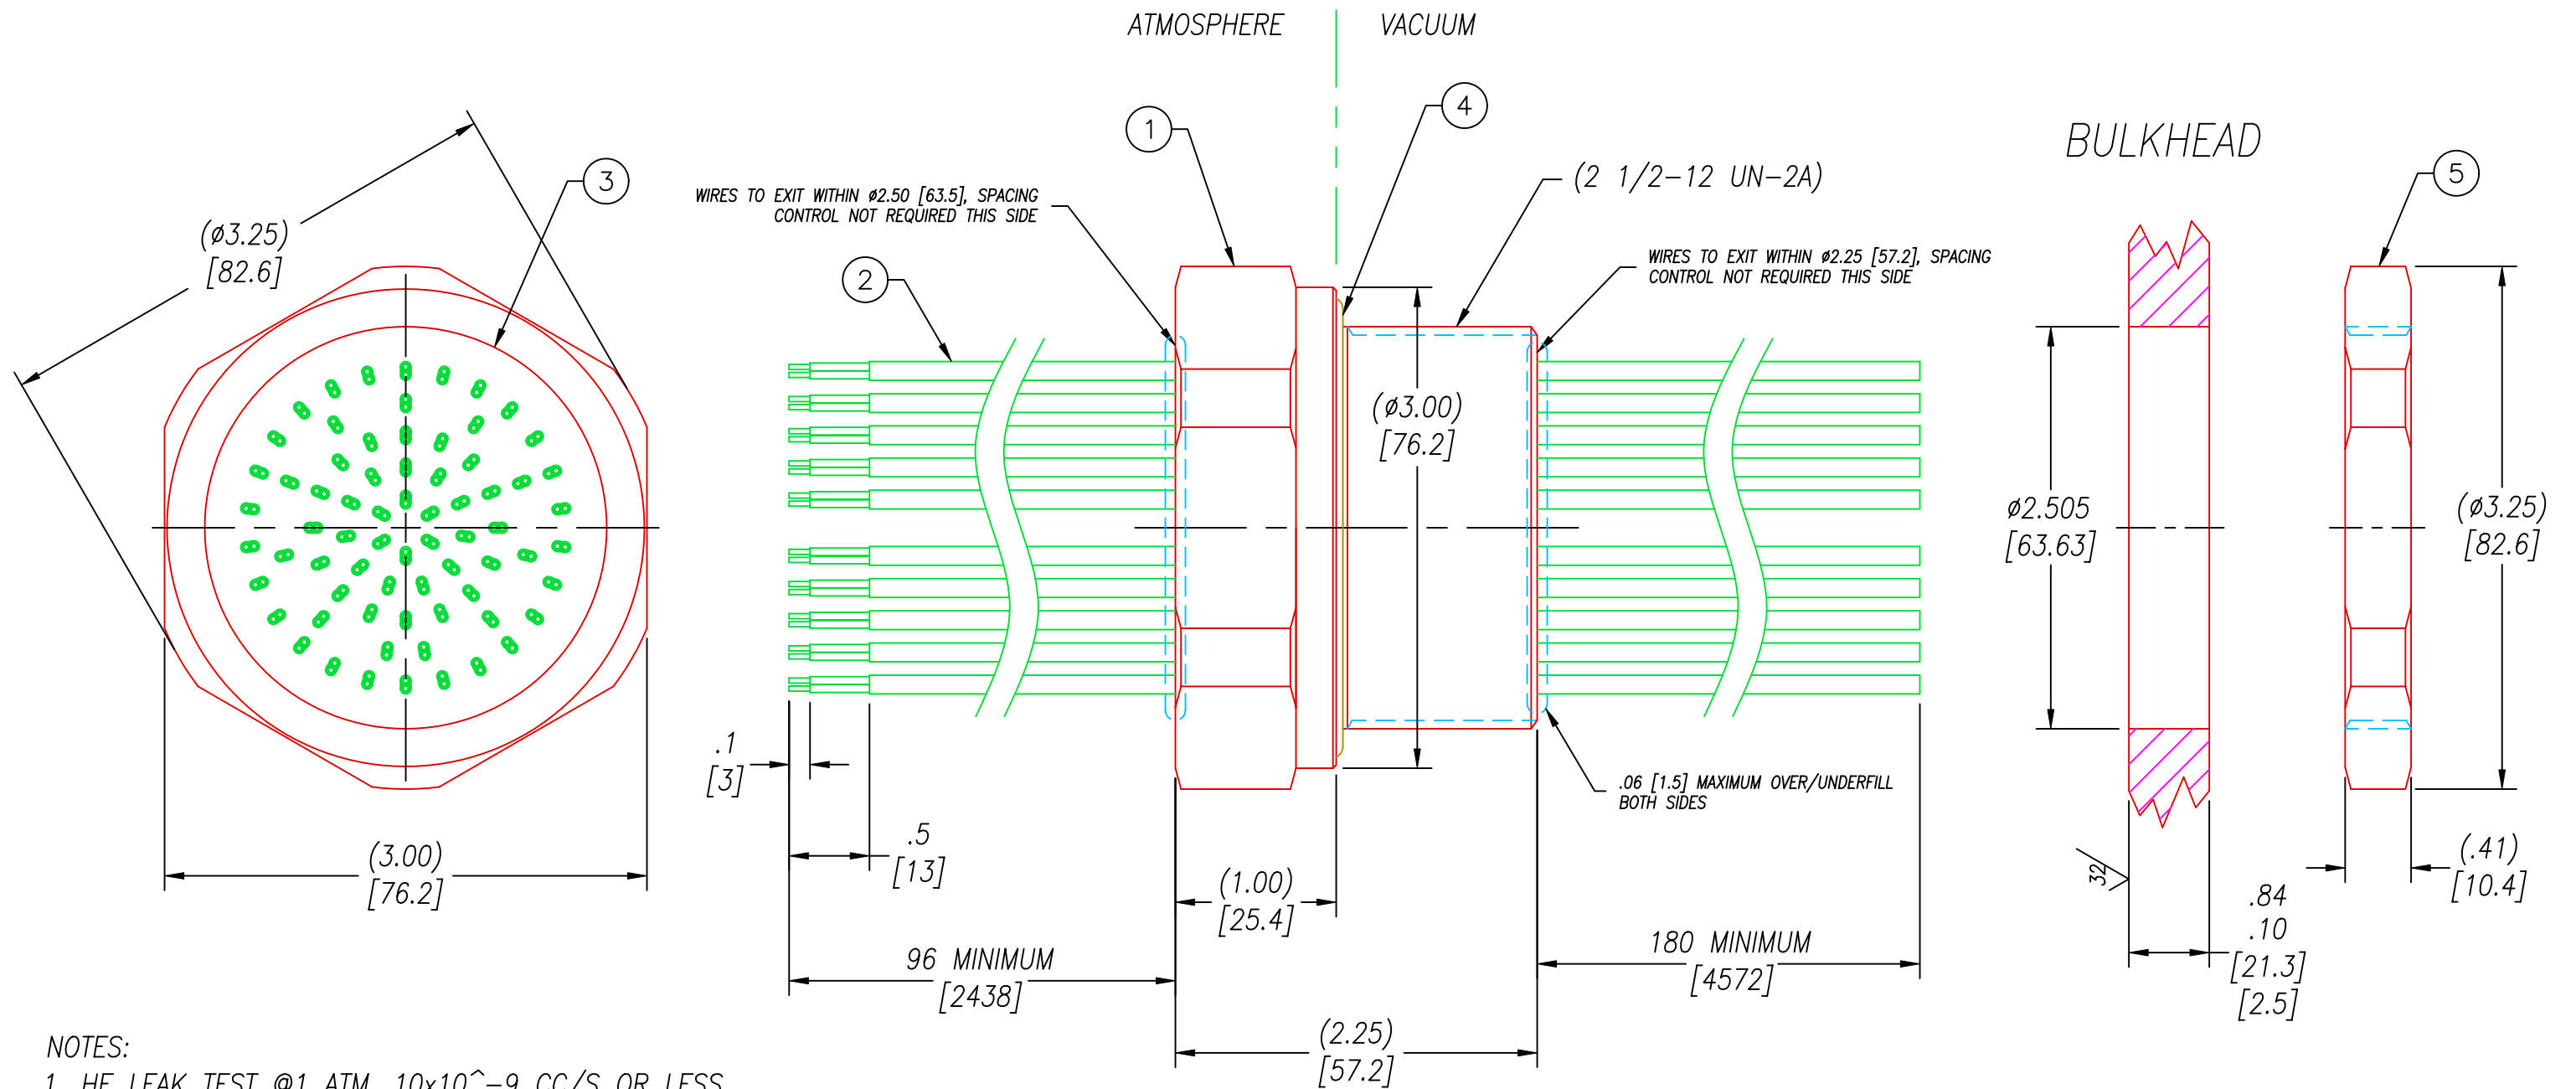 ATMOSPHERE
VACUUM
4
1
BULKHEAD
3
5
(2 1/2-12 UN-2A)
WIRES TO EXIT WITHIN ø2.50 [63.5], SPACING
CONTROL NOT REQUIRED THIS SIDE
(ø3.25)
[82.6]
2
WIRES TO EXIT WITHIN ø2.25 [57.2], SPACING
CONTROL NOT REQUIRED THIS SIDE
(ø3.00)
[76.2]
ø2.505
[63.63]
(ø3.25)
[82.6]
.1
[3]
.06 [1.5] MAXIMUM OVER/UNDERFILL
BOTH SIDES
.5
[13]
(3.00)
[76.2]
(1.00)
[25.4]
32
(.41)
[10.4]
.84
.10
[21.3]
[2.5]
96 MINIMUM
[2438]
180 MINIMUM
[4572]
(2.25)
[57.2]
NOTES:
1. HE LEAK TEST @1 ATM, 10x10^-9 CC/S OR LESS